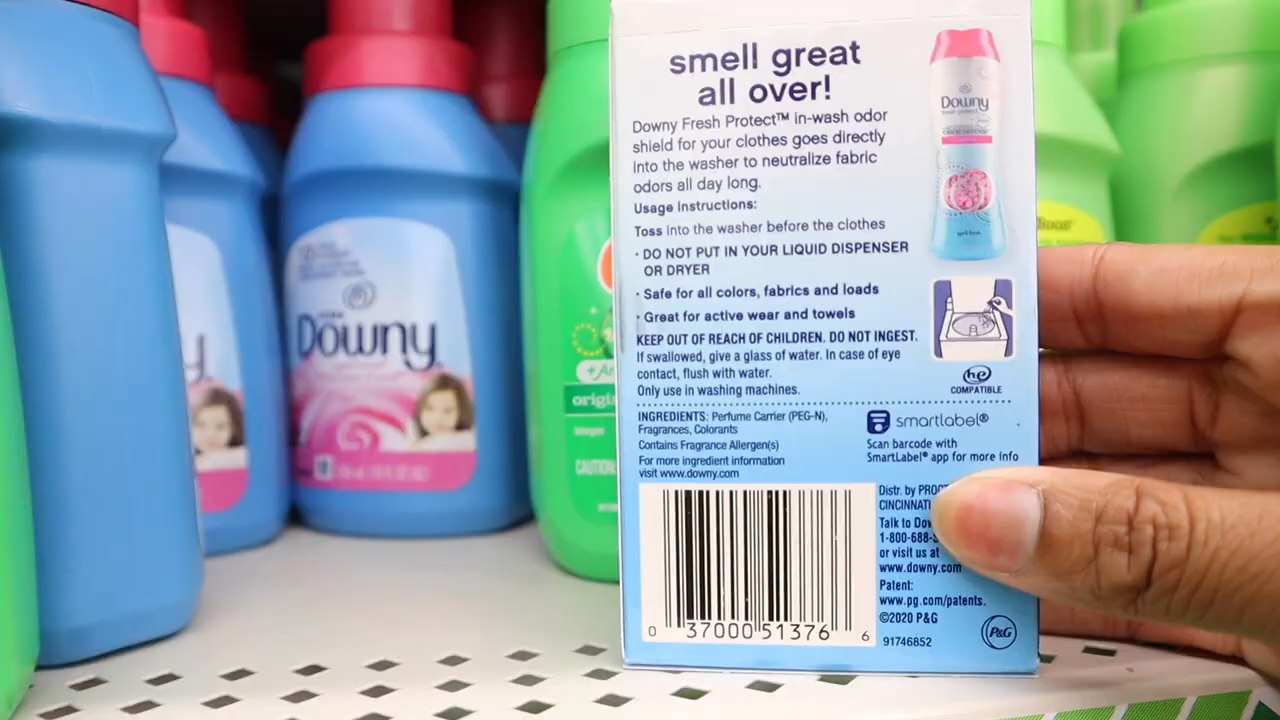 smell great
all over!
Downy Fresh Protect™ in-wash odor
shield for your clothes goes directly
into the washer to neutralize fabric
odors all day long.
Usage Instructions:
Toss into the washer before the clothes
· DO NOT PUT IN YOUR LIQUID DISPENSER
OR DRYER
· Safe for all colors, fabrics and loads
· Great for active wear and towels
KEEP OUT OF REACH OF CHILDREN. DO NOT INGEST.
If swallowed, give a glass of water. In case of eye
contact, flush with water.
Only use in washing machines.
Downy
he
COMPATIBLE
INGREDIENTS: Perfume Carrier (PEG-N),
Fragrances, Colorants
Contains Fragrance Allergen(s)
For more ingredient information
visit www.downy.com
smartlabel®
Scan barcode with
SmartLabel® app for more info
0 37000 51376 6
Distr. by
CINCINNATI
Talk to
1-800-688-
or visit us at
www.downy.com
Patent:
www.pg.com/patents.
©2020 P&G
91746852
P&G
Downy
origi
CAUTION